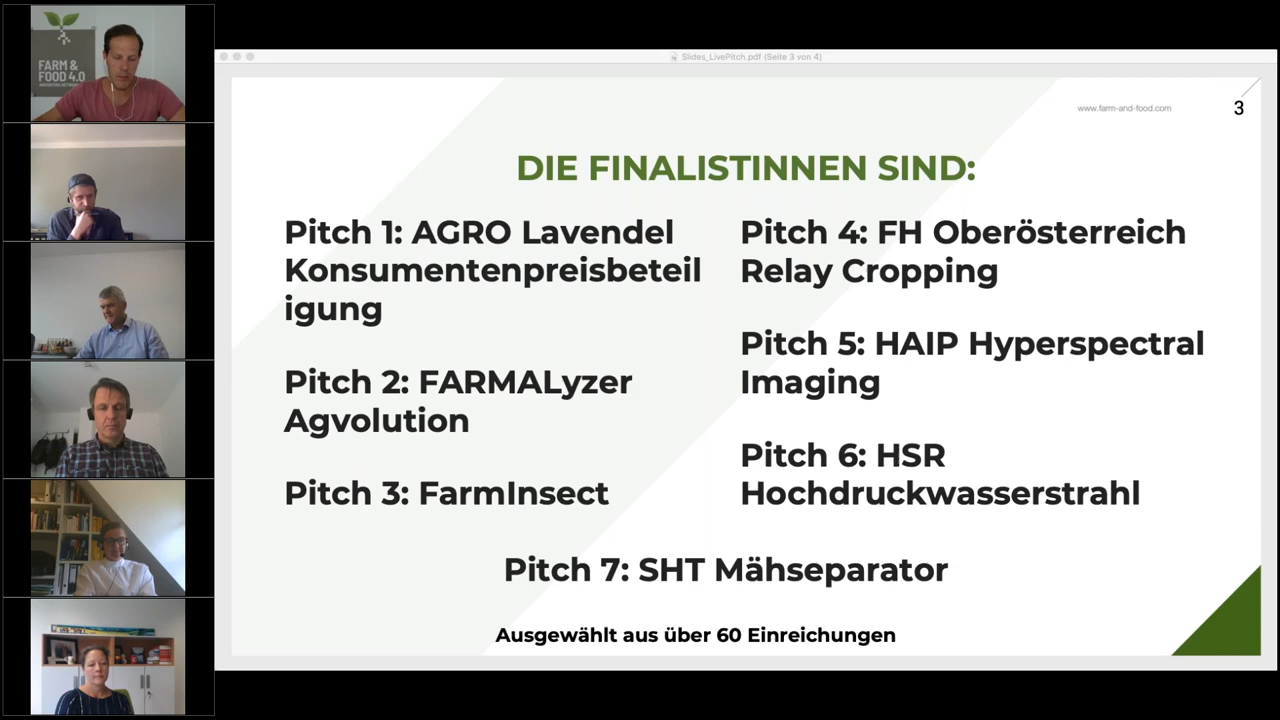 FARM &
FOOD 4.0
Slides_LivePitch.pdf (Seite 3 von 4)
www.farm-and-food.com
3
DIE FINALISTINNEN SIND:
Pitch 1: AGRO Lavendel
Konsumentenpreisbeteil
igung
Pitch 2: FARMALyzer
Agvolution
Pitch 3: FarmInsect
Pitch 4: FH Oberösterreich
Relay Cropping
Pitch 5: HAIP Hyperspectral
Imaging
Pitch 6: HSR
Hochdruckwasserstrahl
Pitch 7: SHT Mähseparator
Ausgewählt aus über 60 Einreichungen